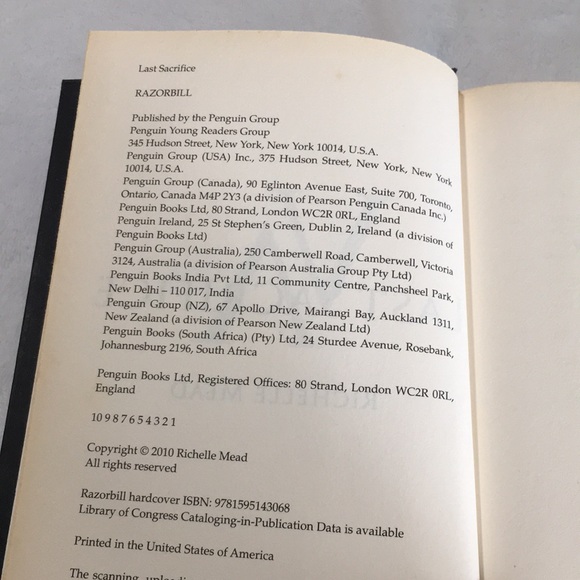 Last Sacrifice
RAZORBILL
Published by the Penguin Group
Penguin Young Readers Group
345 Hudson Street, New York, New York 10014, U.S.A.
Penguin Group (USA) Inc., 375 Hudson Street, New York, New York
10014, U.S.A.
Penguin Group (Canada), 90 Eglinton Avenue East, Suite 700, Toronto,
Ontario, Canada M4P 2Y3 (a division of Pearson Penguin Canada Inc.)
Penguin Books Ltd, 80 Strand, London WC2R 0RL, England
Penguin Ireland, 25 St Stephen's Green, Dublin 2, Ireland (a division of
Penguin Books Ltd)
Penguin Group (Australia), 250 Camberwell Road, Camberwell, Victoria
3124, Australia (a division of Pearson Australia Group Pty Ltd)
Penguin Books India Pvt Ltd, 11 Community Centre, Panchsheel Park,
New Delhi – 110 017, India
Penguin Group (NZ), 67 Apollo Drive, Mairangi Bay, Auckland 1311,
New Zealand (a division of Pearson New Zealand Ltd)
Penguin Books (South Africa) (Pty) Ltd, 24 Sturdee Avenue, Rosebank,
Johannesburg 2196, South Africa
Penguin Books Ltd, Registered Offices: 80 Strand, London WC2R 0RL,
England
10 9 8 7 6 5 4 3 2 1
Copyright © 2010 Richelle Mead
All rights reserved
Razorbill hardcover ISBN: 9781595143068
Library of Congress Cataloging-in-Publication Data is available
Printed in the United States of America
The scanning,